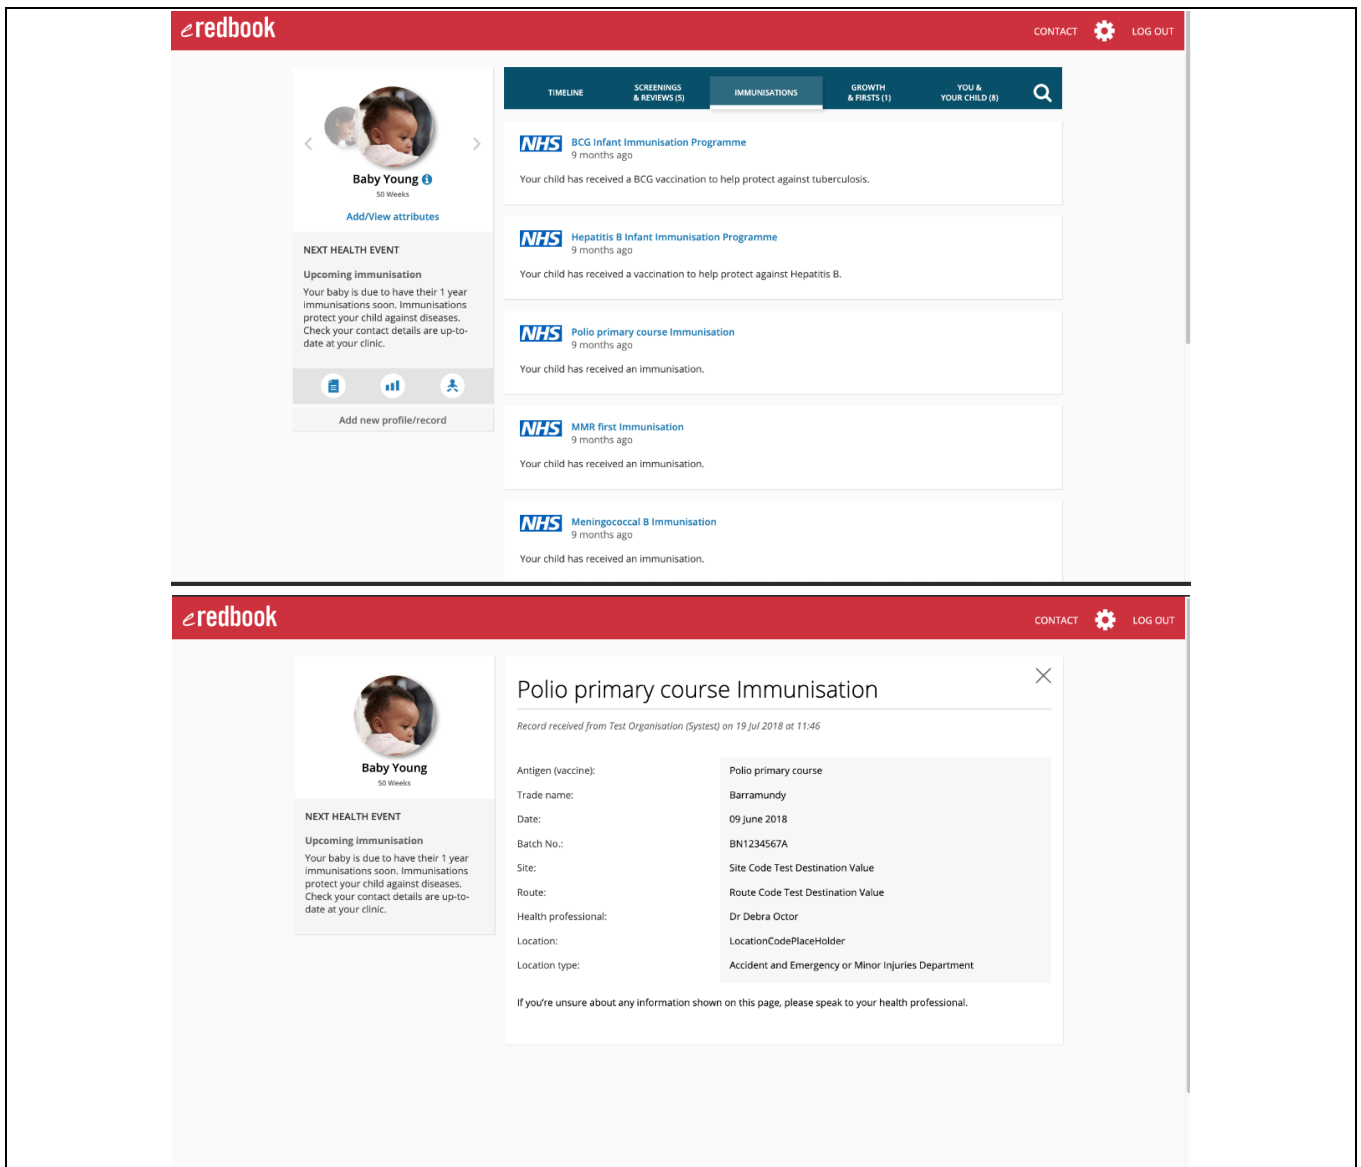 eredbook
CONTACT
LOG OUT
Baby Young
50 Weeks
Add/View attributes
NEXT HEALTH EVENT
Upcoming immunisation
Your baby is due to have their 1 year
immunisations soon. Immunisations
protect your child against diseases.
Check your contact details are up-to-
date at your clinic.
Add new profile/record
TIMELINE
SCREENINGS
& REVIEWS (5)
IMMUNISATIONS
GROWTH
& FIRSTS (1)
YOU &
YOUR CHILD (8)
NHS BCG Infant Immunisation Programme
9 months ago
Your child has received a BCG vaccination to help protect against tuberculosis.
NHS Hepatitis B Infant Immunisation Programme
9 months ago
Your child has received a vaccination to help protect against Hepatitis B.
NHS Polio primary course Immunisation
9 months ago
Your child has received an immunisation.
NHS MMR first Immunisation
9 months ago
Your child has received an immunisation.
NHS Meningococcal B Immunisation
9 months ago
Your child has received an immunisation.
eredbook
CONTACT
LOG OUT
Baby Young
50 Weeks
NEXT HEALTH EVENT
Upcoming immunisation
Your baby is due to have their 1 year
immunisations soon. Immunisations
protect your child against diseases.
Check your contact details are up-to-
date at your clinic.
Polio primary course Immunisation
Record received from Test Organisation (Systest) on 19 Jul 2018 at 11:46
Antigen (vaccine): Polio primary course
Trade name: Barramundy
Date: 09 June 2018
Batch No.: BN1234567A
Site: Site Code Test Destination Value
Route: Route Code Test Destination Value
Health professional: Dr Debra Octor
Location: LocationCodePlaceHolder
Location type: Accident and Emergency or Minor Injuries Department
If you're unsure about any information shown on this page, please speak to your health professional.